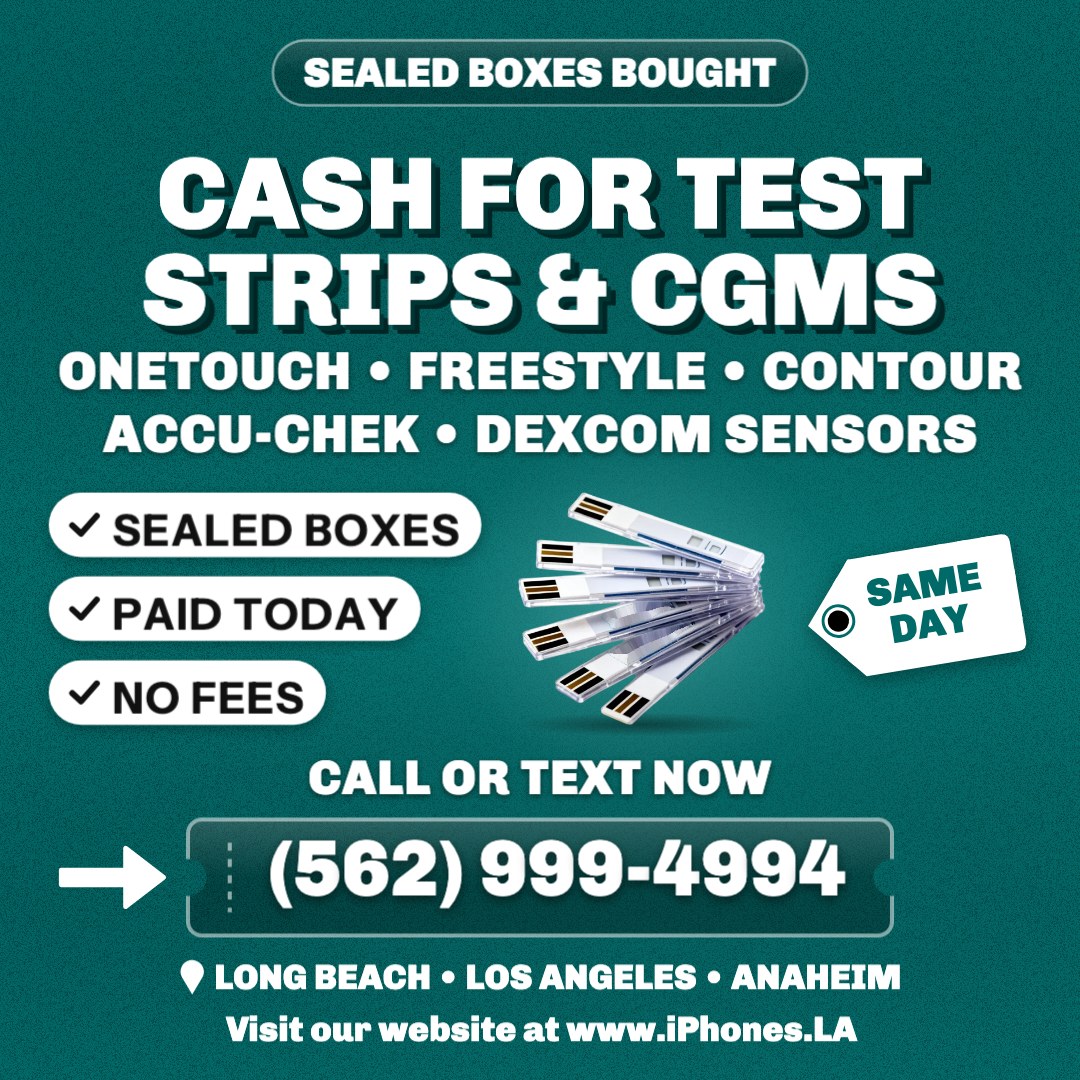 SEALED BOXES BOUGHT
CASH FOR TEST
STRIPS & CGMS
ONETOUCH • FREESTYLE • CONTOUR
ACCU-CHEK • DEXCOM SENSORS
✓ SEALED BOXES
✓ PAID TODAY
✓ NO FEES
SAME
DAY
CALL OR TEXT NOW
(562) 999-4994
LONG BEACH • LOS ANGELES • ANAHEIM
Visit our website at www.iPhones.LA